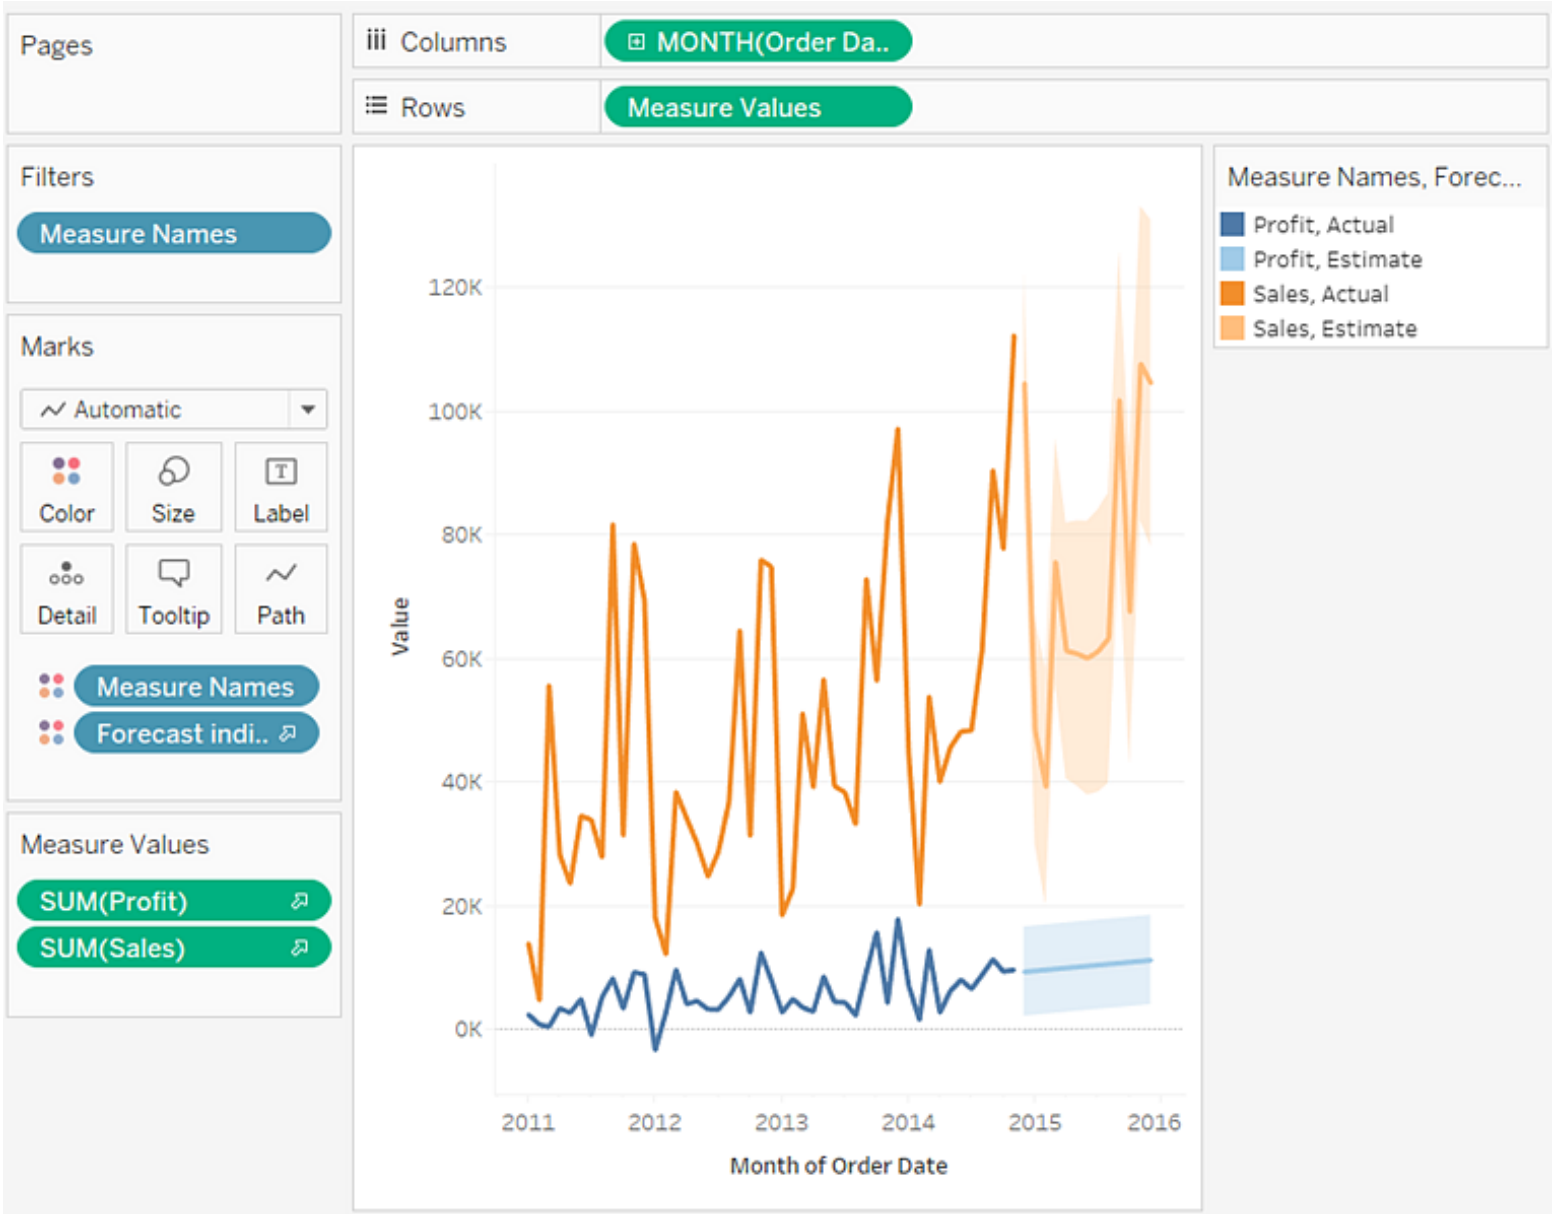 Pages
Columns
MONTH(Order Da..
Rows
Measure Values
Filters
Measure Names
Marks
Automatic
Color
Size
T
Label
Detail
Tooltip
Path
Measure Names
Forecast indi..
Measure Values
SUM(Profit)
SUM(Sales)
Value
120K
100K
80K
60K
40K
20K
0K
2011
2012
2013
2014
2015
2016
Month of Order Date
Measure Names, Forec...
Profit, Actual
Profit, Estimate
Sales, Actual
Sales, Estimate